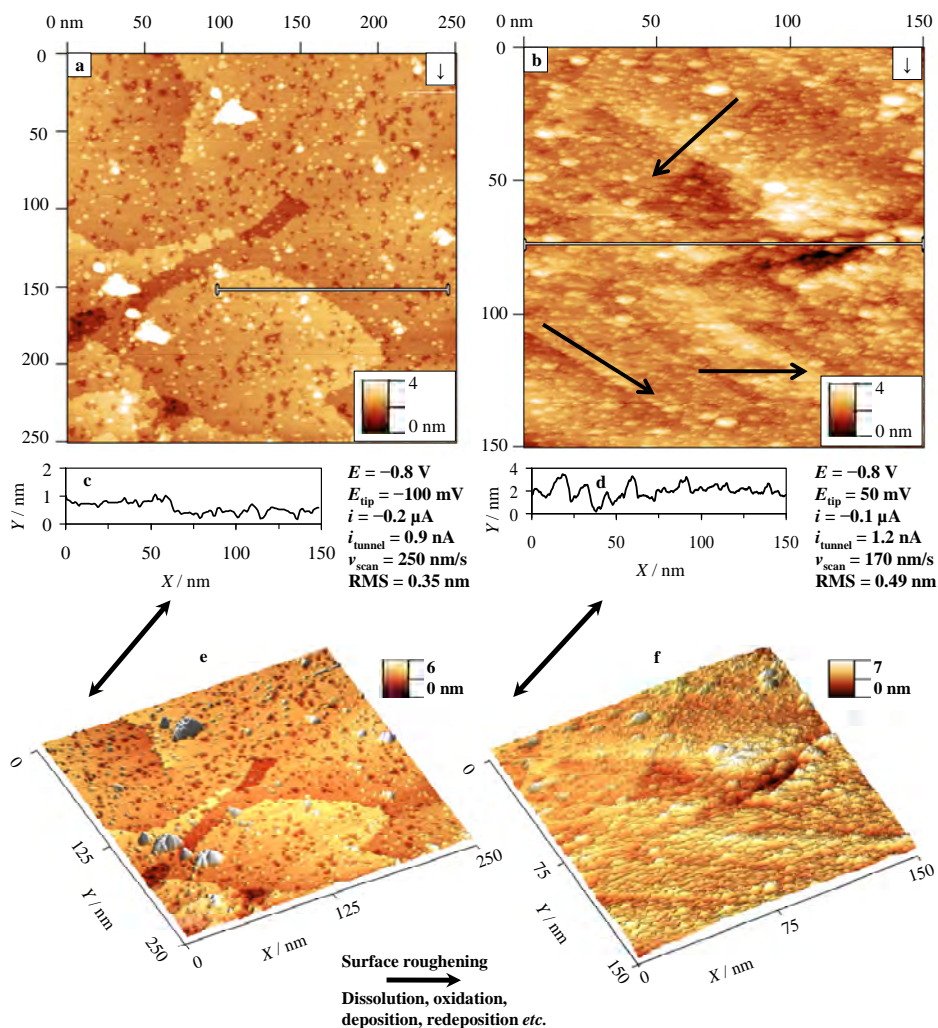 0 nm 50 100 150 200 250
0
50
100
150
200
250
a
↓
4
0 nm
0 nm 50 100 150
0
50
100
150
b
↓
4
0 nm
2
1
0
Y / nm
c
0 50 100 150
X / nm
E = −0.8 V
E_tip = −100 mV
i = −0.2 µA
i_tunnel = 0.9 nA
v_scan = 250 nm/s
RMS = 0.35 nm
4
2
0
Y / nm
d
0 50 100 150
X / nm
E = −0.8 V
E_tip = 50 mV
i = −0.1 µA
i_tunnel = 1.2 nA
v_scan = 170 nm/s
RMS = 0.49 nm
e
6
0 nm
0
125
250
Y / nm
0
125
250
X / nm
f
7
0 nm
0
75
150
Y / nm
0
75
150
X / nm
Surface roughening
Dissolution, oxidation,
deposition, redeposition etc.